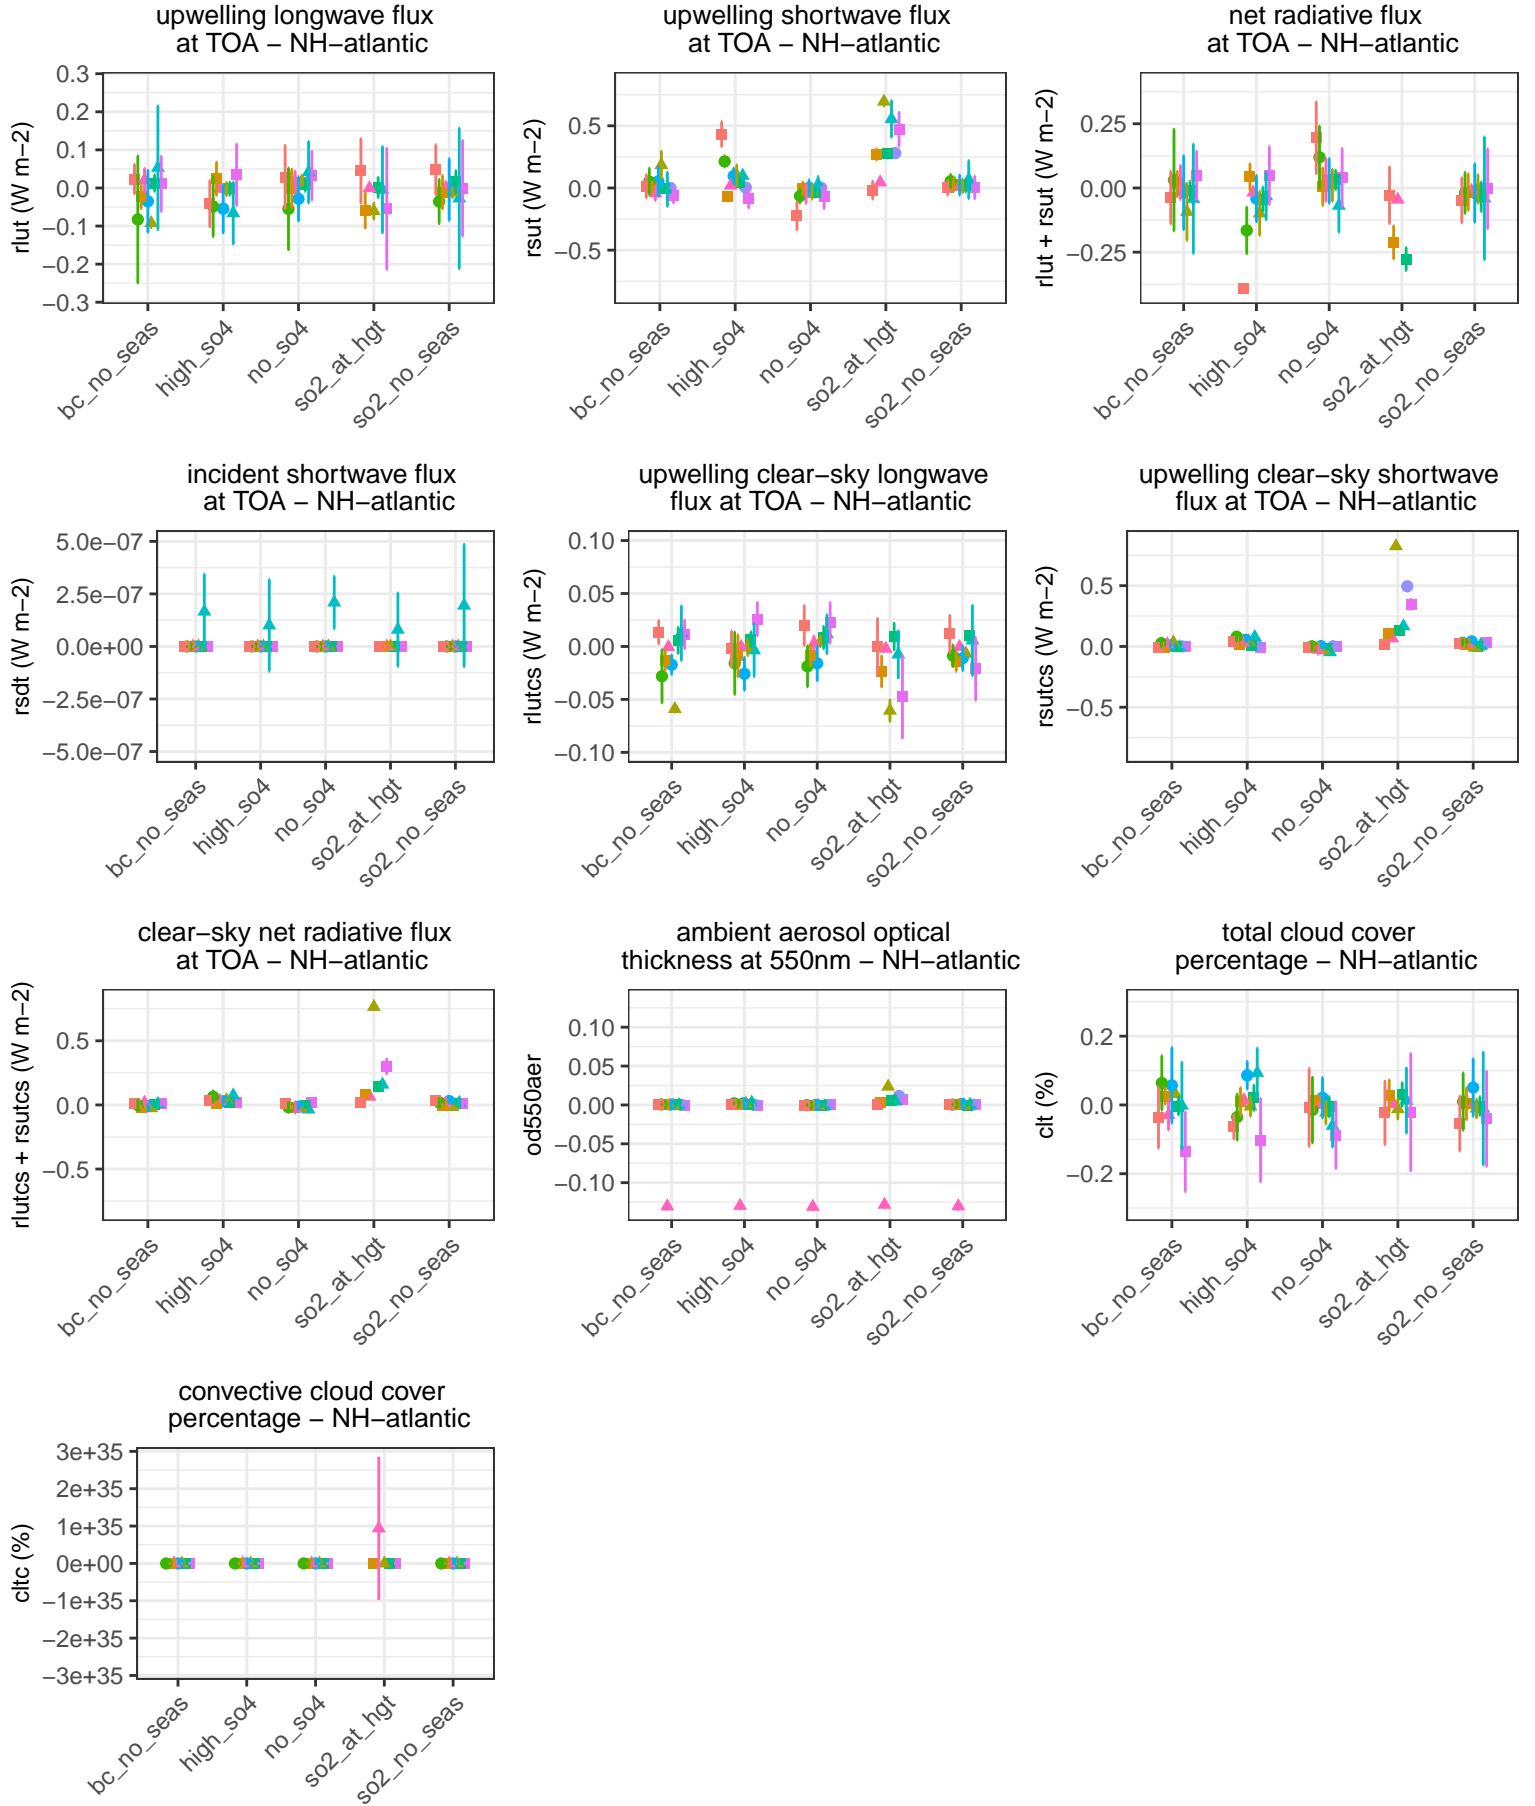 upwelling longwave flux
at TOA − NH−atlantic
rlut (W m−2)
0.3
0.2
0.1
0.0
−0.1
−0.2
−0.3
bc_no_seas
high_so4
no_so4
so2_at_hgt
so2_no_seas
upwelling shortwave flux
at TOA − NH−atlantic
rsut (W m−2)
0.5
0.0
−0.5
bc_no_seas
high_so4
no_so4
so2_at_hgt
so2_no_seas
net radiative flux
at TOA − NH−atlantic
rlut + rsut (W m−2)
0.25
0.00
−0.25
bc_no_seas
high_so4
no_so4
so2_at_hgt
so2_no_seas
incident shortwave flux
at TOA − NH−atlantic
rsdt (W m−2)
5.0e−07
2.5e−07
0.0e+00
−2.5e−07
−5.0e−07
bc_no_seas
high_so4
no_so4
so2_at_hgt
so2_no_seas
upwelling clear−sky longwave
flux at TOA − NH−atlantic
rlutcs (W m−2)
0.10
0.05
0.00
−0.05
−0.10
bc_no_seas
high_so4
no_so4
so2_at_hgt
so2_no_seas
upwelling clear−sky shortwave
flux at TOA − NH−atlantic
rsutcs (W m−2)
0.5
0.0
−0.5
bc_no_seas
high_so4
no_so4
so2_at_hgt
so2_no_seas
clear−sky net radiative flux
at TOA − NH−atlantic
rlutcs + rsutcs (W m−2)
0.5
0.0
−0.5
bc_no_seas
high_so4
no_so4
so2_at_hgt
so2_no_seas
ambient aerosol optical
thickness at 550nm − NH−atlantic
od550aer
0.10
0.05
0.00
−0.05
−0.10
bc_no_seas
high_so4
no_so4
so2_at_hgt
so2_no_seas
total cloud cover
percentage − NH−atlantic
clt (%)
0.2
0.0
−0.2
bc_no_seas
high_so4
no_so4
so2_at_hgt
so2_no_seas
convective cloud cover
percentage − NH−atlantic
cltc (%)
3e+35
2e+35
1e+35
0e+00
−1e+35
−2e+35
−3e+35
bc_no_seas
high_so4
no_so4
so2_at_hgt
so2_no_seas